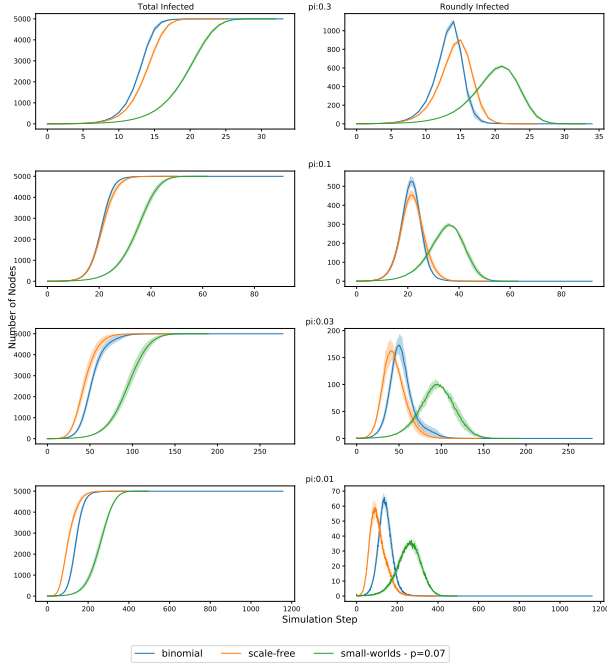 Total Infected
pi:0.3
Roundly Infected
5000
4000
3000
2000
1000
0
0 5 10 15 20 25 30
1000
800
600
400
200
0
0 5 10 15 20 25 30 35
pi:0.1
5000
4000
3000
2000
1000
0
0 20 40 60 80
500
400
300
200
100
0
0 20 40 60 80
Number of Nodes
pi:0.03
5000
4000
3000
2000
1000
0
0 50 100 150 200 250
200
150
100
50
0
0 50 100 150 200 250
pi:0.01
5000
4000
3000
2000
1000
0
0 200 400 600 800 1000 1200
70
60
50
40
30
20
10
0
0 200 400 600 800 1000 1200
Simulation Step
binomial scale-free small-worlds - p=0.07